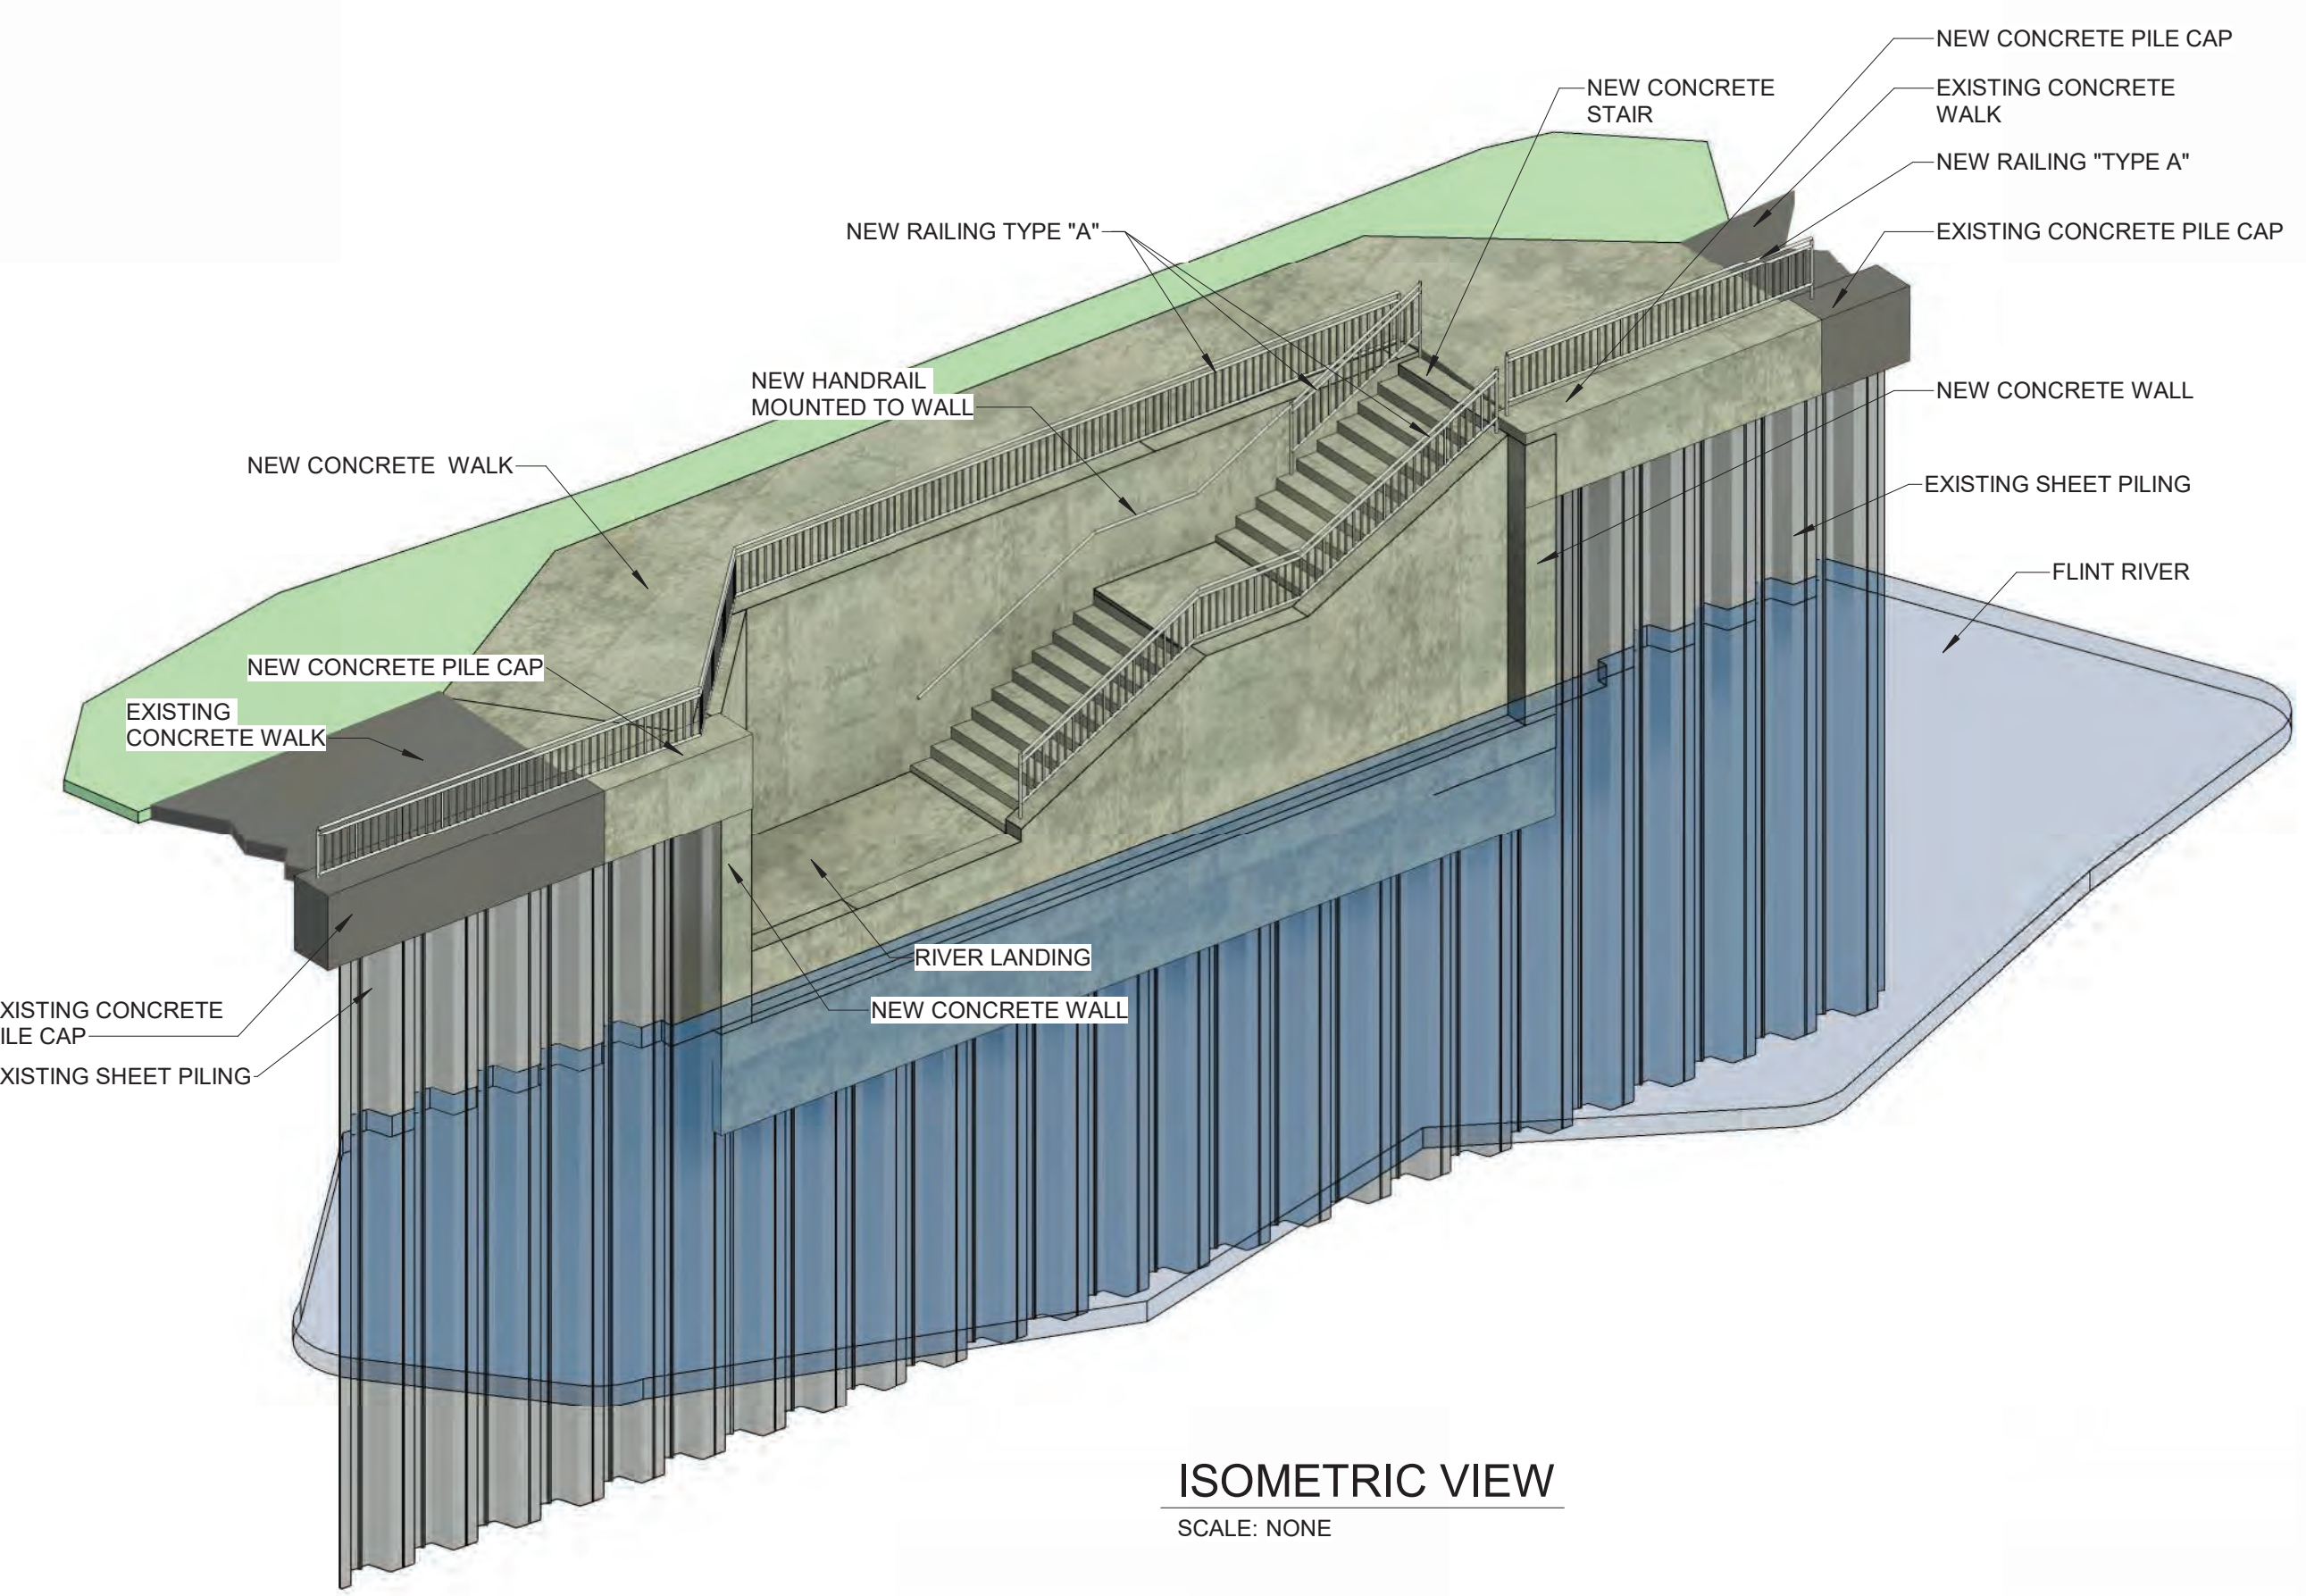 NEW CONCRETE PILE CAP
NEW CONCRETE
STAIR
EXISTING CONCRETE
WALK
NEW RAILING "TYPE A"
NEW RAILING TYPE "A"
EXISTING CONCRETE PILE CAP
NEW HANDRAIL
MOUNTED TO WALL
NEW CONCRETE WALL
NEW CONCRETE WALK
EXISTING SHEET PILING
FLINT RIVER
NEW CONCRETE PILE CAP
EXISTING
CONCRETE WALK
RIVER LANDING
NEW CONCRETE WALL
XISTING CONCRETE
ILE CAP
XISTING SHEET PILING
ISOMETRIC VIEW
SCALE: NONE